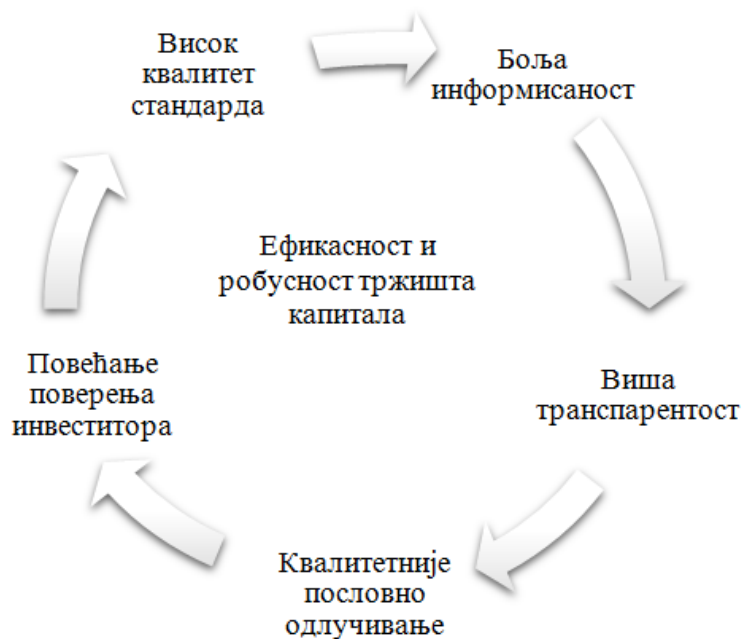 Висок
квалитет
стандарда
Боља
информисаност
Ефикасност и
робусност тржишта
капитала
Виша
транспарентост
Квалитетније
пословно
одлучивање
Повећање
поверења
инвеститора